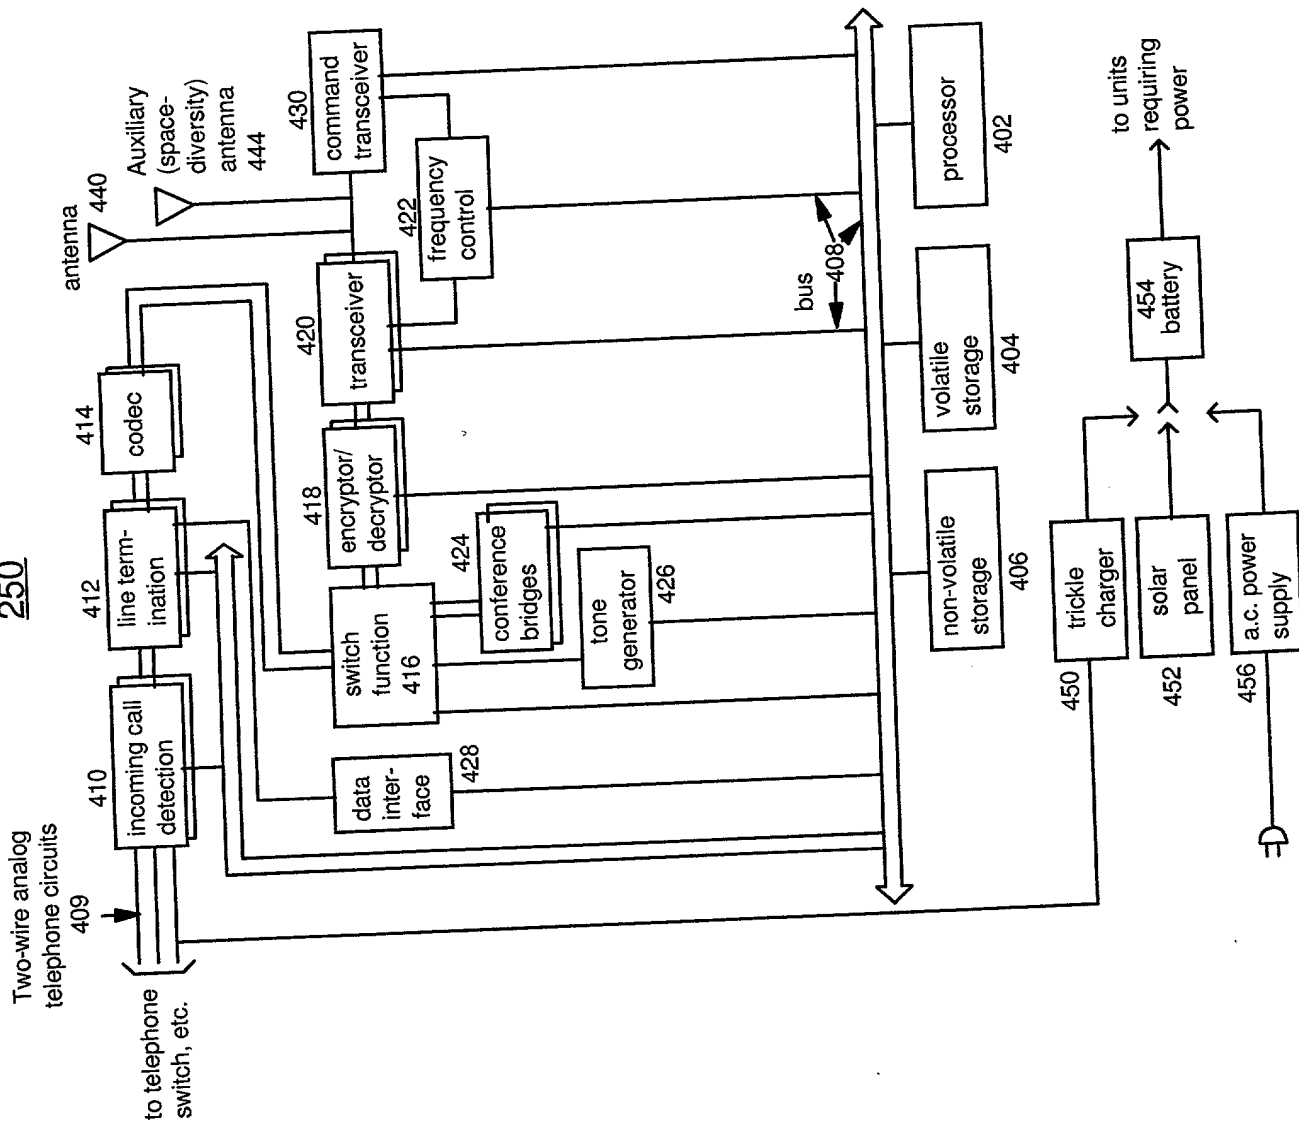 250
Two-wire analog
telephone circuits
409
to telephone
switch, etc.
410
incoming call
detection
412
line term-
ination
414
codec
antenna
440
Auxiliary
(space-
diversity)
antenna
444
data
inter-
face
428
switch
function
416
418
encryptor/
decryptor
420
transceiver
422
frequency
control
430
command
transceiver
424
conference
bridges
tone
generator
426
bus
408
non-volatile
storage
406
volatile
storage
404
processor
402
450
trickle
charger
452
solar
panel
456
a.c. power
supply
454
battery
to units
requiring
power